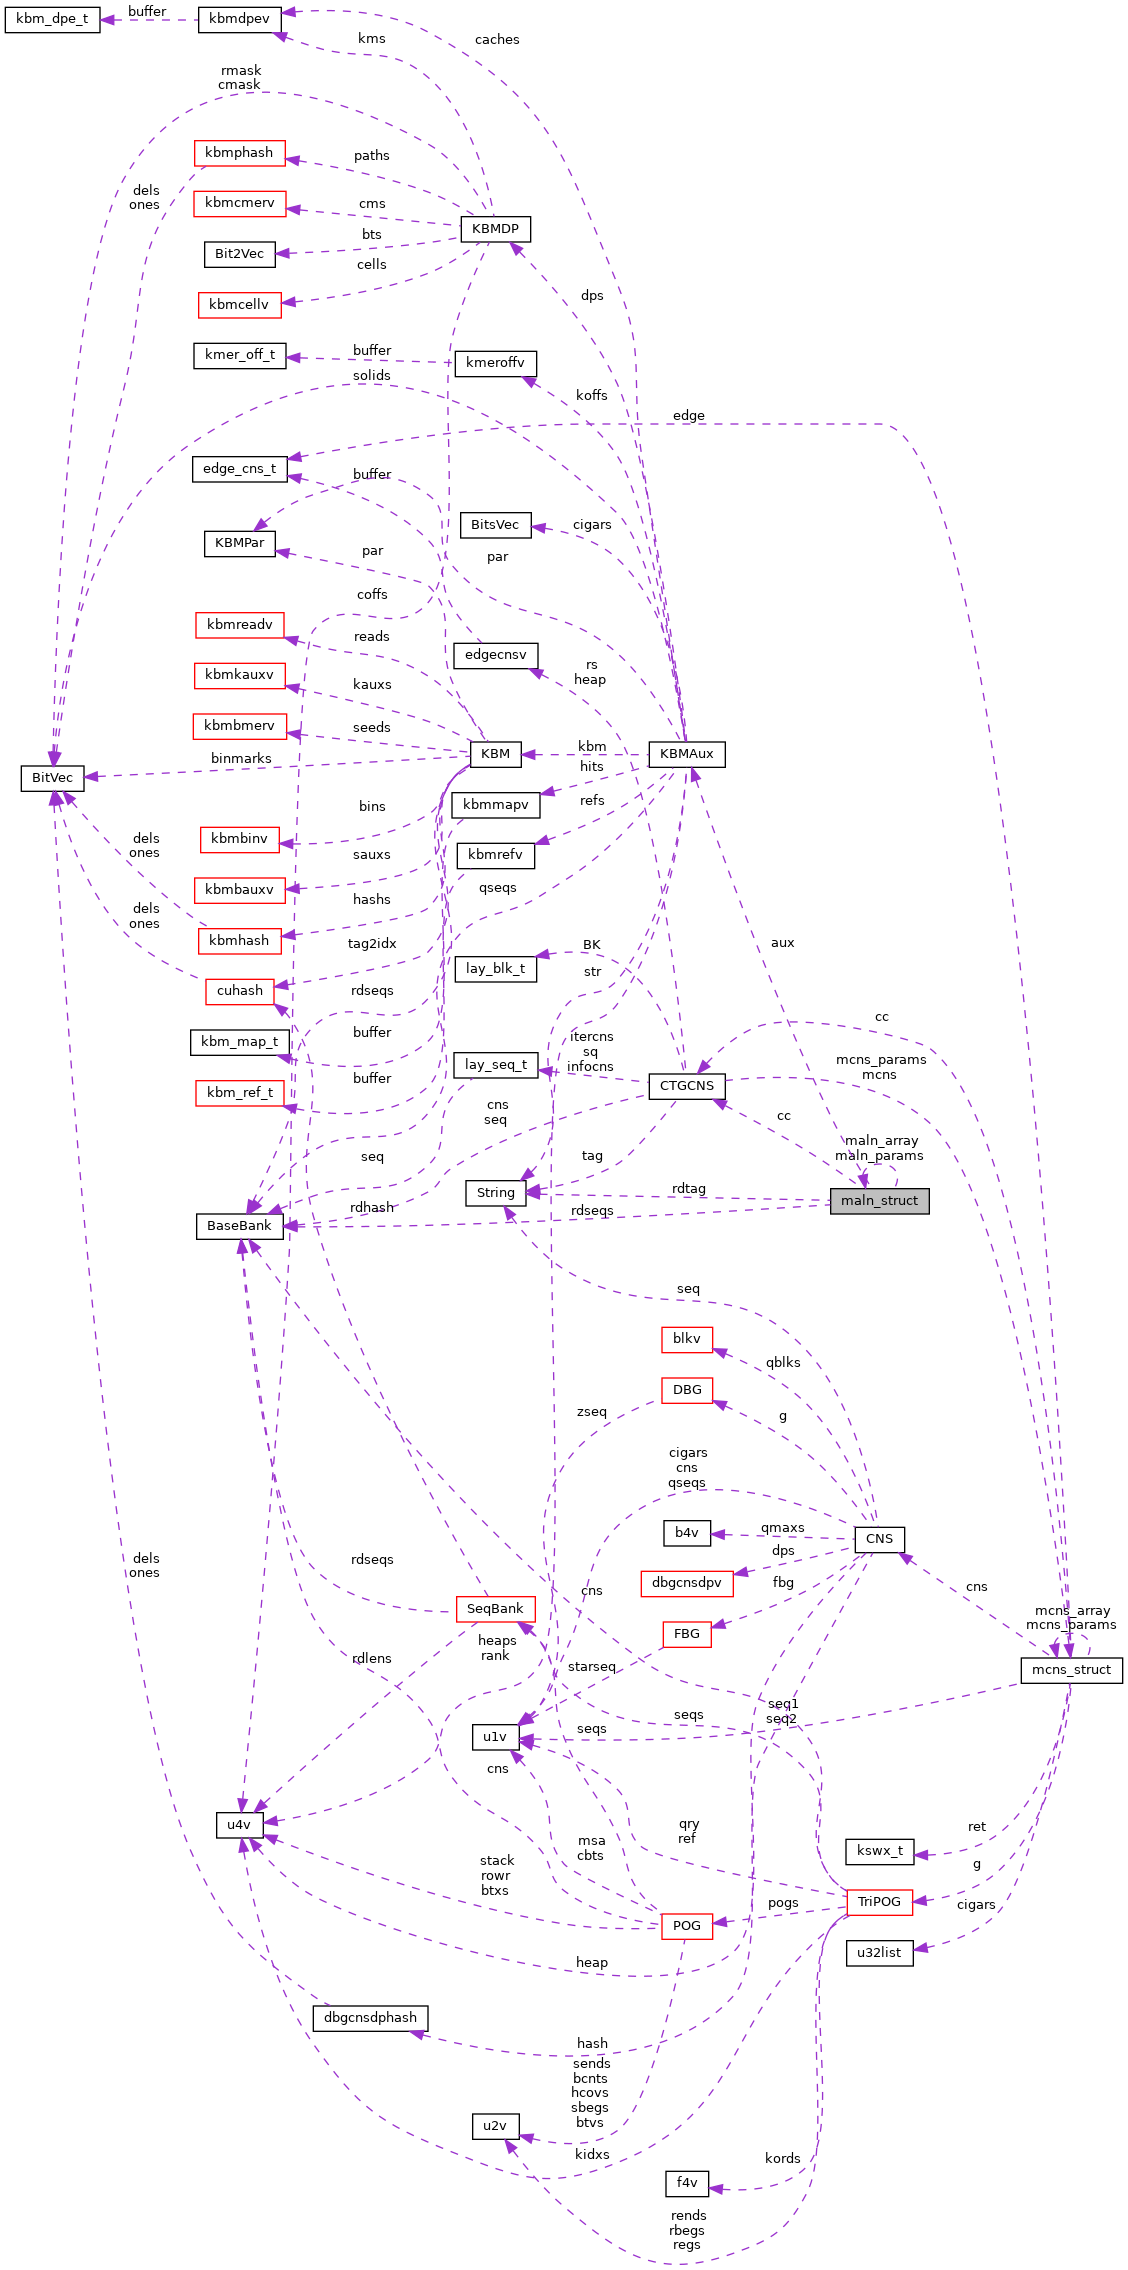 kbm_dpe_t
buffer
kbmdpev
kms
caches
rmask
cmask
kbmphash
paths
dels
ones
kbmcmerv
cms
KBMDP
bts
Bit2Vec
cells
kbmcellv
dps
kmer_off_t
buffer
kmeroffv
solids
koffs
edge
edge_cns_t
buffer
BitsVec
cigars
KBMPar
par
par
coffs
kbmreadv
reads
edgecnsv
rs
heap
kbmkauxv
kauxs
kbmbmerv
seeds
KBM
kbm
KBMAux
binmarks
hits
BitVec
kbmmapv
bins
refs
kbmbinv
dels
ones
sauxs
kbmrefv
kbmbauxv
qseqs
hashs
dels
ones
kbmhash
tag2idx
BK
aux
lay_blk_t
str
cuhash
rdseqs
cc
kbm_map_t
buffer
itercns
sq
infocns
mcns_params
mcns
lay_seq_t
CTGCNS
kbm_ref_t
buffer
cns
seq
cc
maln_array
maln_params
seq
tag
String
rdtag
maln_struct
rdhash
rdseqs
BaseBank
seq
blkv
qblks
DBG
zseq
g
cigars
cns
qseqs
b4v
qmaxs
CNS
dps
dels
ones
rdseqs
dbgcnsdpv
fbg
cns
cns
SeqBank
mcns_array
mcns_params
FBG
heaps
rank
rdlens
starseq
mcns_struct
seq1
seq2
seqs
seqs
u1v
cns
u4v
qry
ref
ret
msa
cbts
kswx_t
stack
rowr
btxs
g
pogs
TriPOG
cigars
POG
u32list
heap
dbgcnsdphash
hash
sends
bcnts
hcovs
sbegs
btvs
u2v
kidxs
kords
f4v
rends
rbegs
regs